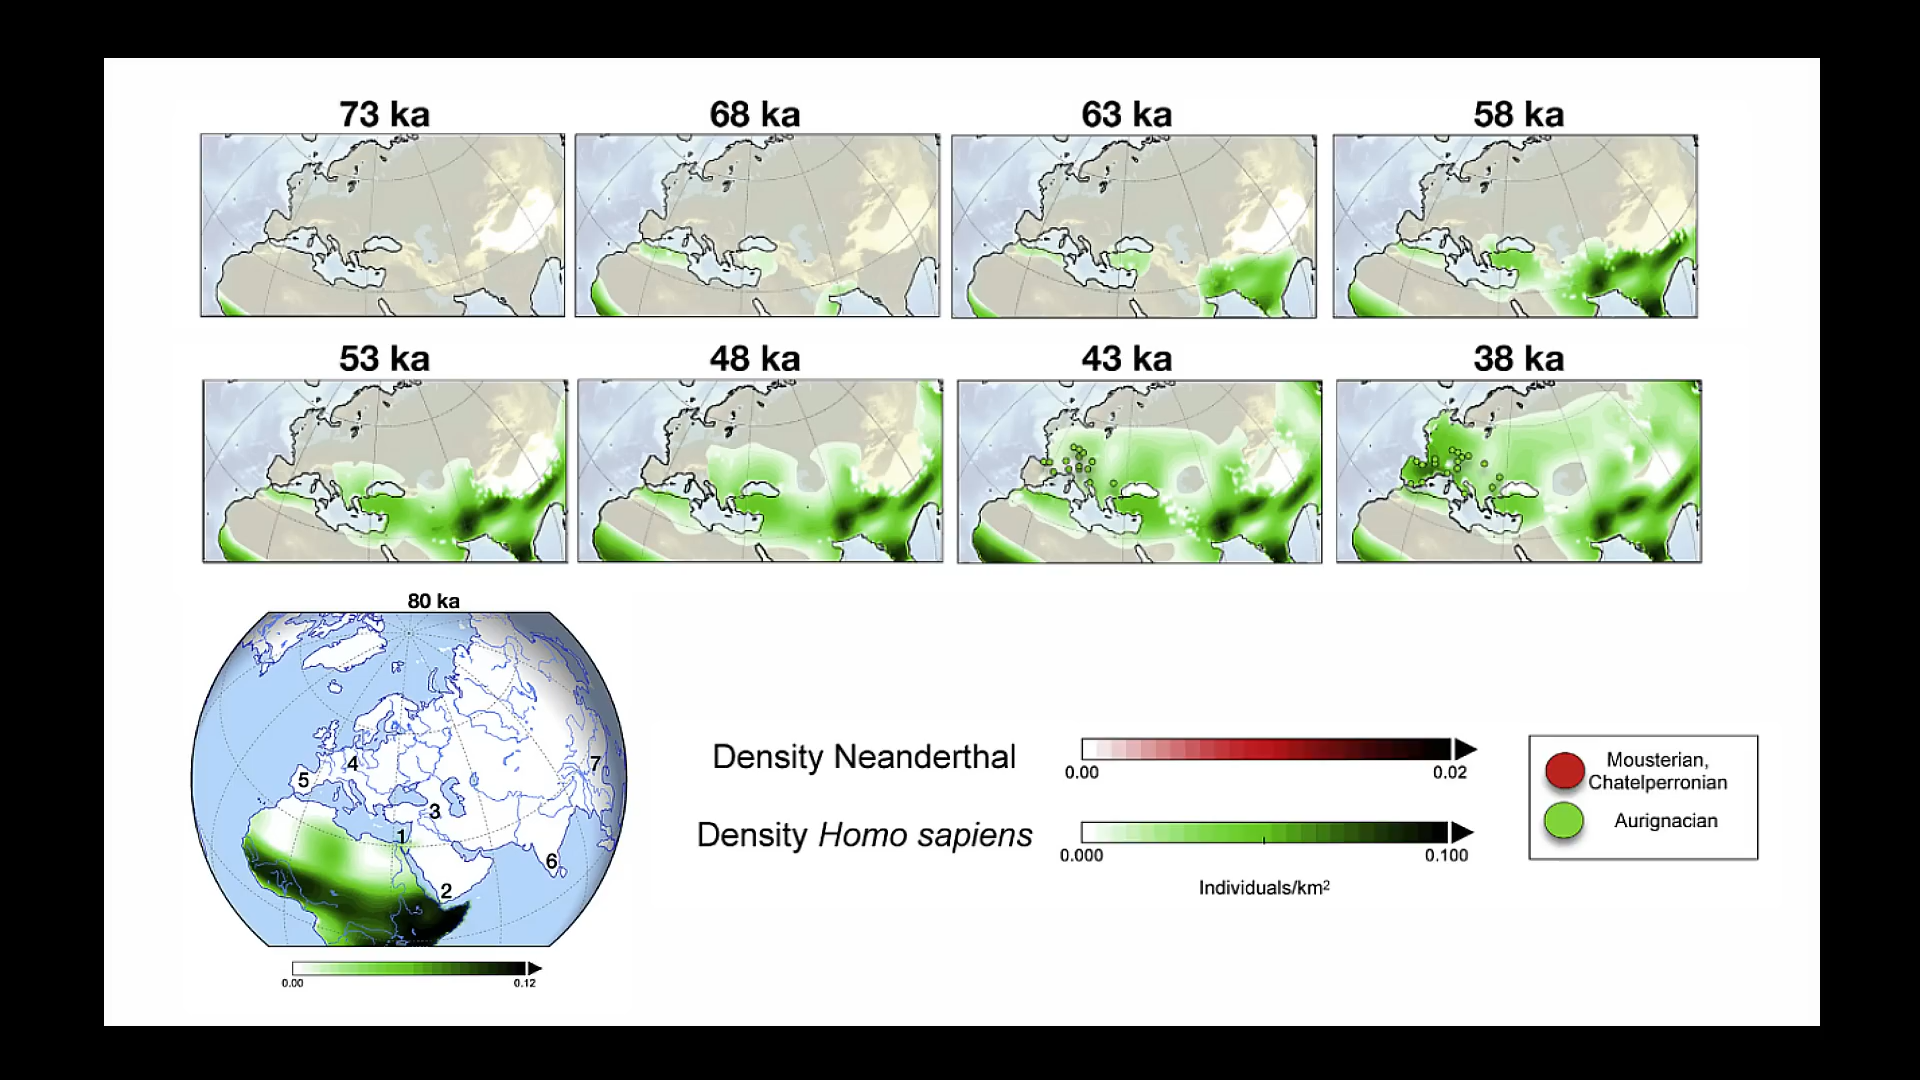 73 ka
68 ka
63 ka
58 ka
53 ka
48 ka
43 ka
38 ka
80 ka
1
2
3
4
5
6
7
0.00
0.12
Density Neanderthal
0.00
0.02
Density Homo sapiens
0.000
0.100
Individuals/km²
Mousterian,
Chatelperronian
Aurignacian